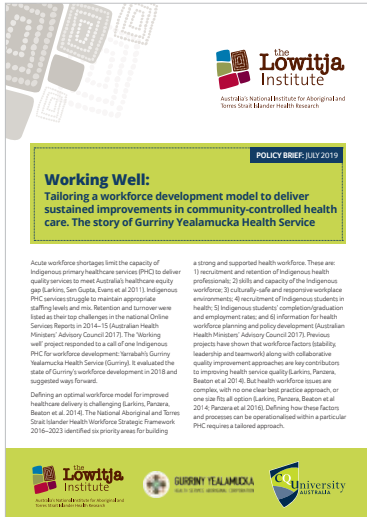 the
Lowitja
Institute
Australia's National Institute for Aboriginal and
Torres Strait Islander Health Research
POLICY BRIEF: JULY 2019
Working Well:
Tailoring a workforce development model to deliver
sustained improvements in community-controlled health
care. The story of Gurriny Yealamucka Health Service
Acute workforce shortages limit the capacity of
Indigenous primary healthcare services (PHC) to deliver
quality services to meet Australia's healthcare equity
gap (Larkins, Sen Gupta, Evans et al 2011). Indigenous
PHC services struggle to maintain appropriate
staffing levels and mix. Retention and turnover were
listed as their top challenges in the national Online
Services Reports in 2014–15 (Australian Health
Ministers' Advisory Council 2017). The 'Working
well' project responded to a call of one Indigenous
PHC for workforce development: Yarrabah's Gurriny
Yealamucka Health Service (Gurriny). It evaluated the
state of Gurriny's workforce development in 2018 and
suggested ways forward.
Defining an optimal workforce model for improved
healthcare delivery is challenging (Larkins, Panzera,
Beaton et al. 2014). The National Aboriginal and Torres
Strait Islander Health Workforce Strategic Framework
2016–2023 identified six priority areas for building
a strong and supported health workforce. These are:
1) recruitment and retention of Indigenous health
professionals; 2) skills and capacity of the Indigenous
workforce; 3) culturally-safe and responsive workplace
environments; 4) recruitment of Indigenous students in
health; 5) Indigenous students' completion/graduation
and employment rates; and 6) information for health
workforce planning and policy development (Australian
Health Ministers' Advisory Council 2017). Previous
projects have shown that workforce factors (stability,
leadership and teamwork) along with collaborative
quality improvement approaches are key contributors
to improving health service quality (Larkins, Panzera,
Beaton et al 2014). But health workforce issues are
complex, with no one clear best practice approach, or
one size fits all option (Larkins, Panzera, Beaton et al
2014; Panzera et al 2016). Defining how these factors
and processes can be operationalised within a particular
PHC requires a tailored approach.
the
Lowitja
Institute
Australia's National Institute for Aboriginal and
Torres Strait Islander Health Research
GURRINY YEALAMUCKA
CQUniversity
AUSTRALIA